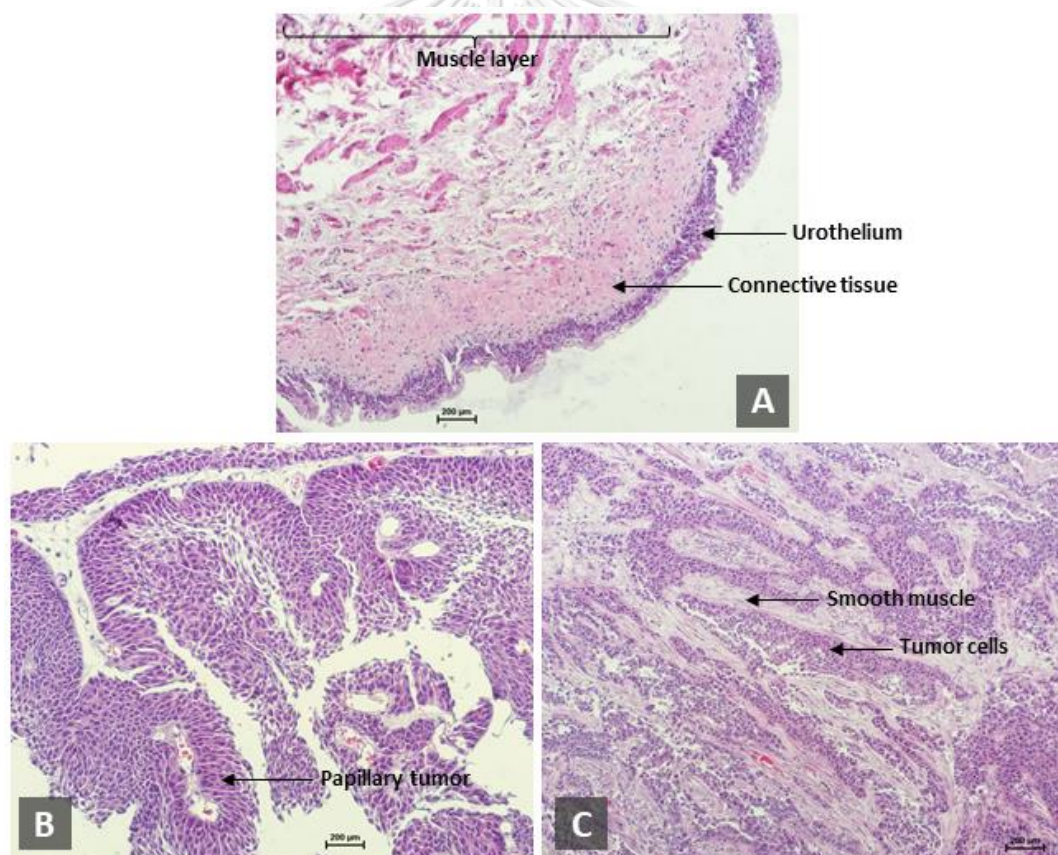 Muscle layer
Urothelium
Connective tissue
200 µm
A
Smooth muscle
Tumor cells
Papillary tumor
B
200 µm
C
200 µm